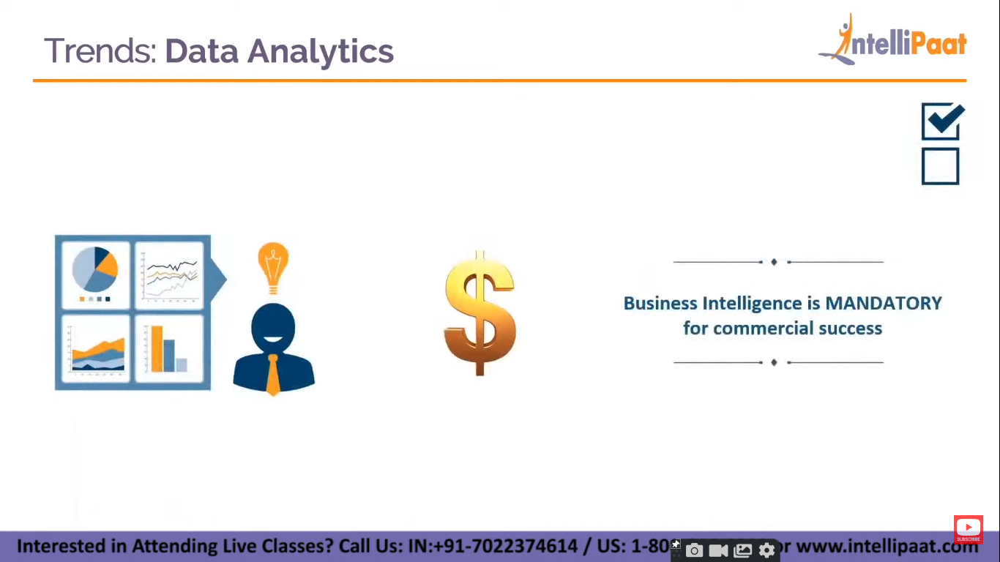 Trends: Data Analytics
IntelliPaat
Business Intelligence is MANDATORY
for commercial success
SUBSCRIBE
Interested in Attending Live Classes? Call Us: IN:+91-7022374614 / US: 1-80 or www.intellipaat.com